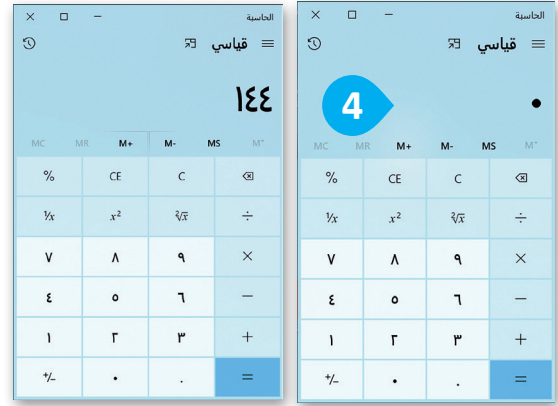 الحاسبة
قياسي
٠
4
MC MR M+ M- MS M˅
% CE C
¹/x x² ²√x ÷
٧ ٨ ٩ ×
٤ ٥ ٦ −
١ ٢ ٣ +
+/− ٠ . =
الحاسبة
قياسي
١٤٤
MC MR M+ M- MS M˅
% CE C
¹/x x² ²√x ÷
٧ ٨ ٩ ×
٤ ٥ ٦ −
١ ٢ ٣ +
+/− ٠ . =